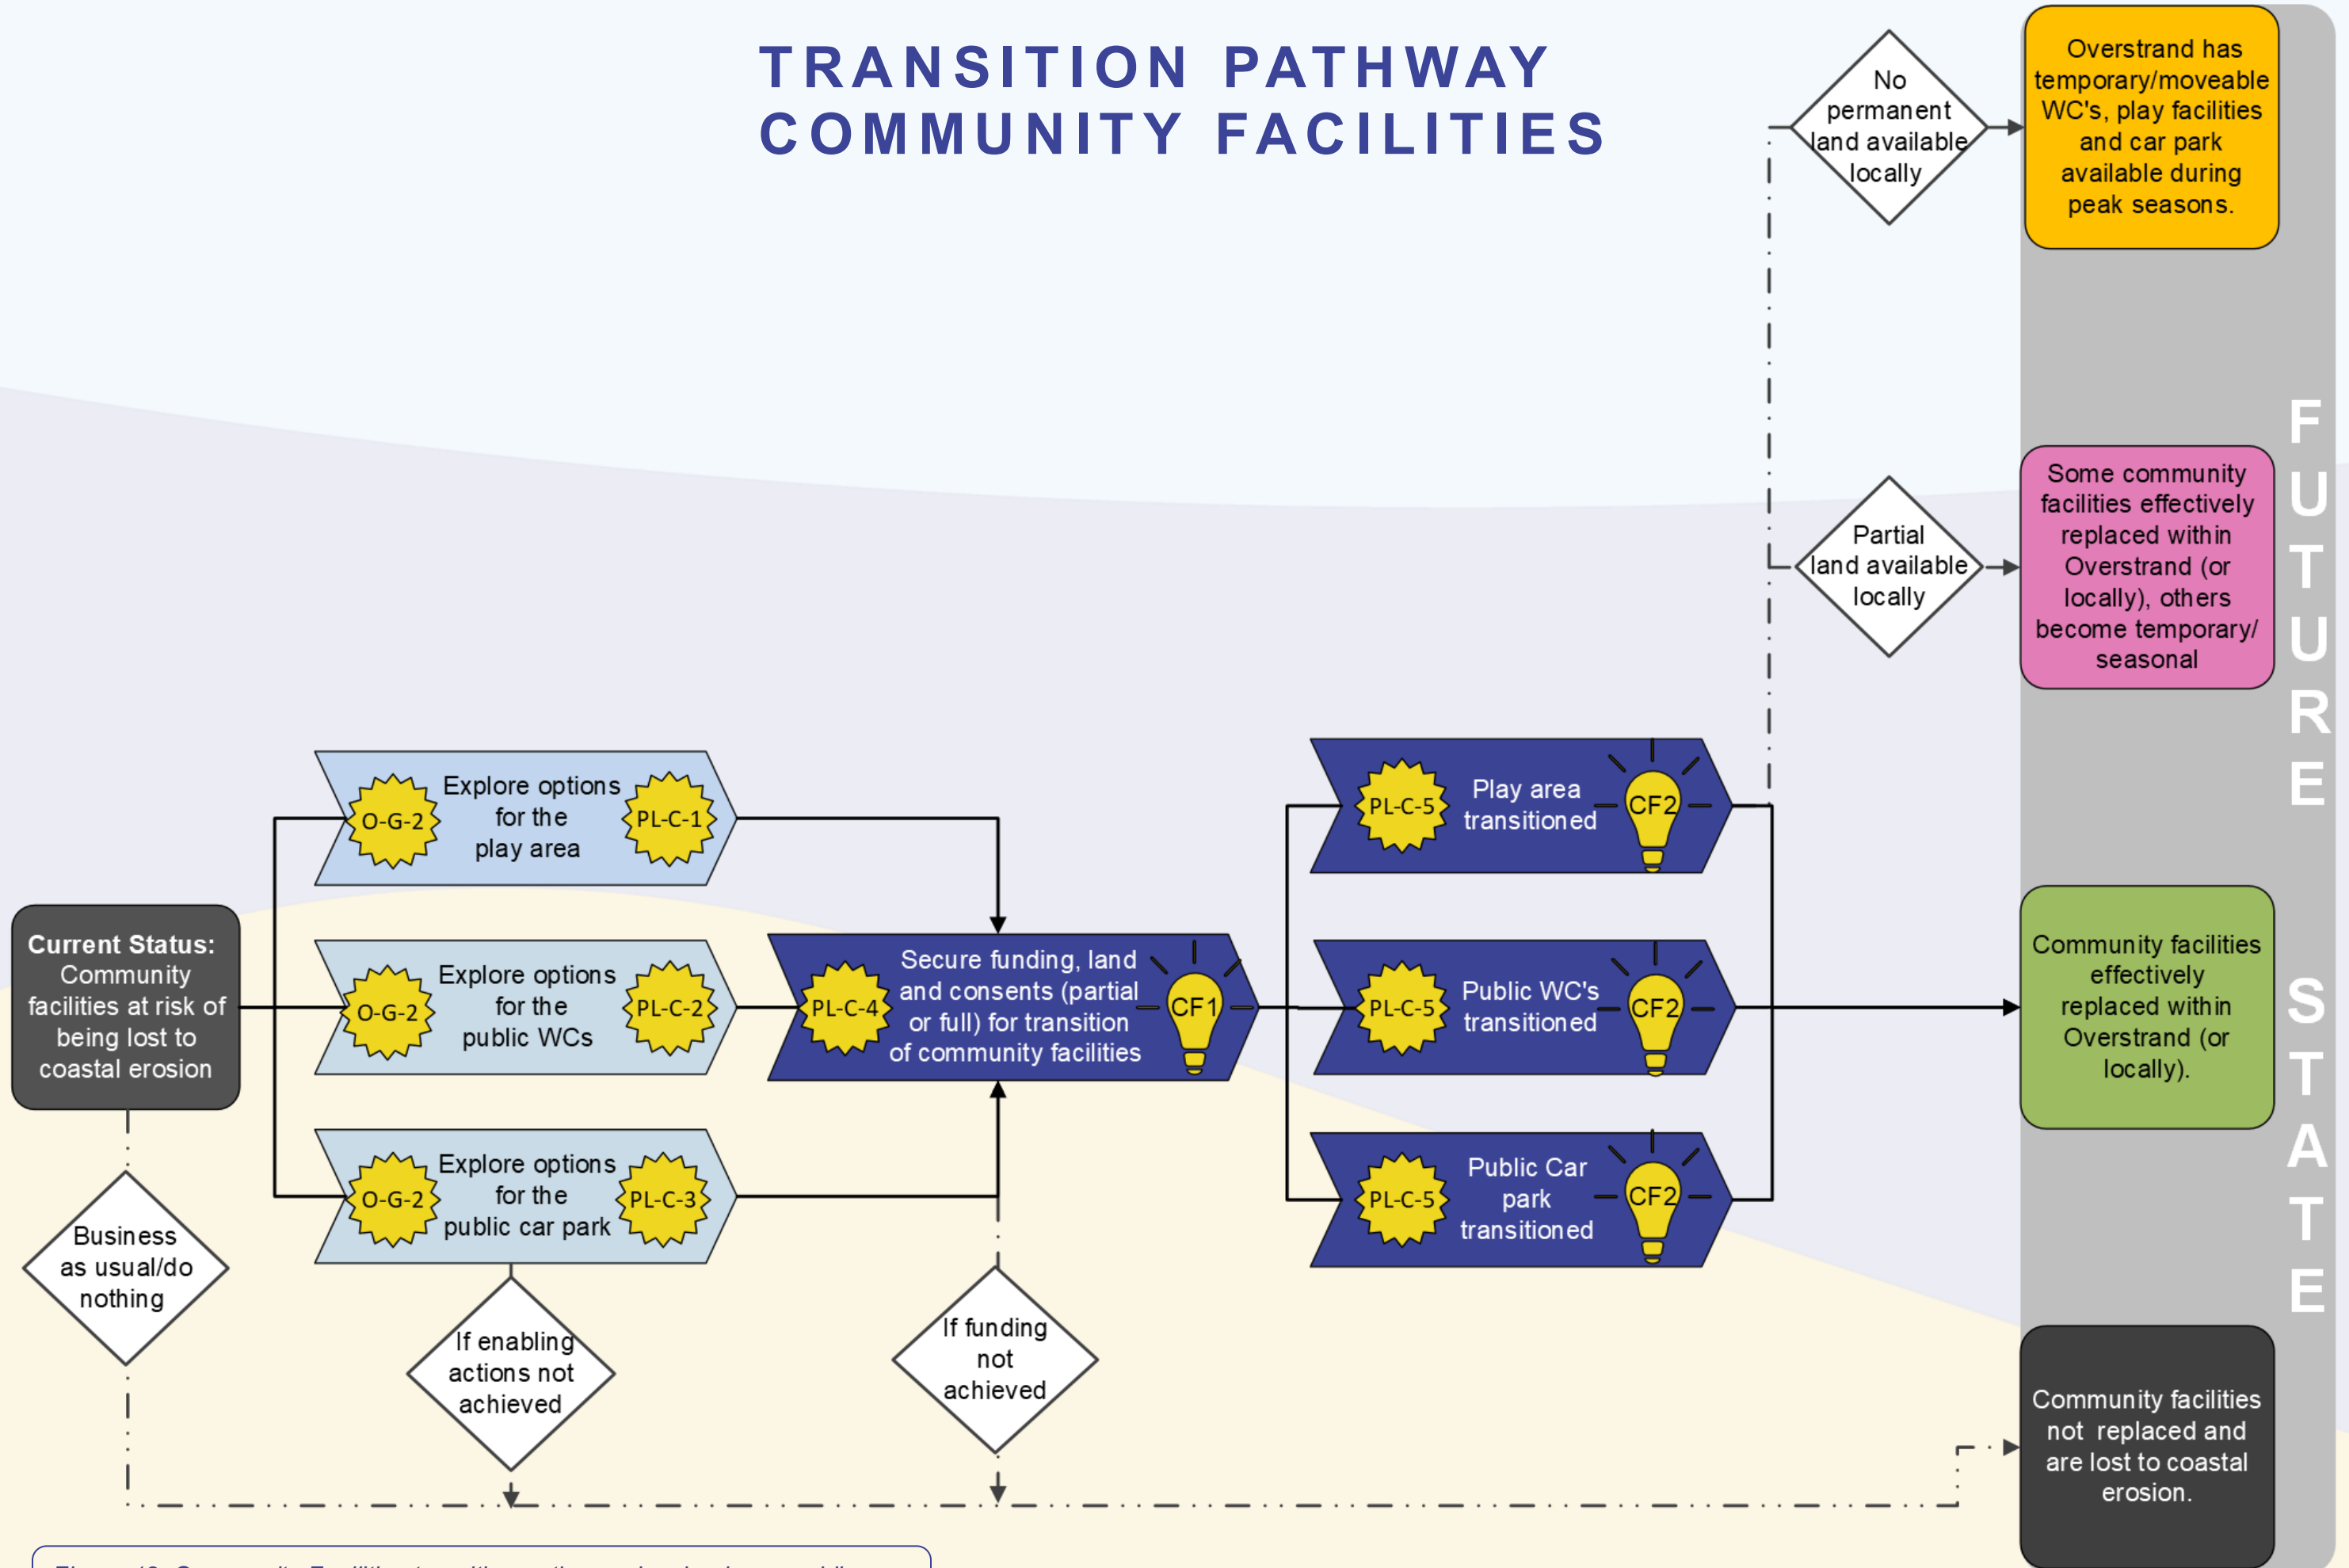 TRANSITION PATHWAY
COMMUNITY FACILITIES
No
permanent
land available
locally
Overstrand has
temporary/moveable
WC's, play facilities
and car park
available during
peak seasons.
Partial
land available
locally
Some community
facilities effectively
replaced within
Overstrand (or
locally), others
become temporary/
seasonal
FUTURE STATE
O-G-2
Explore options
for the
play area
PL-C-1
PL-C-5
Play area
transitioned
CF2
Current Status:
Community
facilities at risk of
being lost to
coastal erosion
O-G-2
Explore options
for the
public WCs
PL-C-2
PL-C-4
Secure funding, land
and consents (partial
or full) for transition
of community facilities
CF1
PL-C-5
Public WC's
transitioned
CF2
Community facilities
effectively
replaced within
Overstrand (or
locally).
O-G-2
Explore options
for the
public car park
PL-C-3
PL-C-5
Public Car
park
transitioned
CF2
Business
as usual/do
nothing
If enabling
actions not
achieved
If funding
not
achieved
Community facilities
not replaced and
are lost to coastal
erosion.